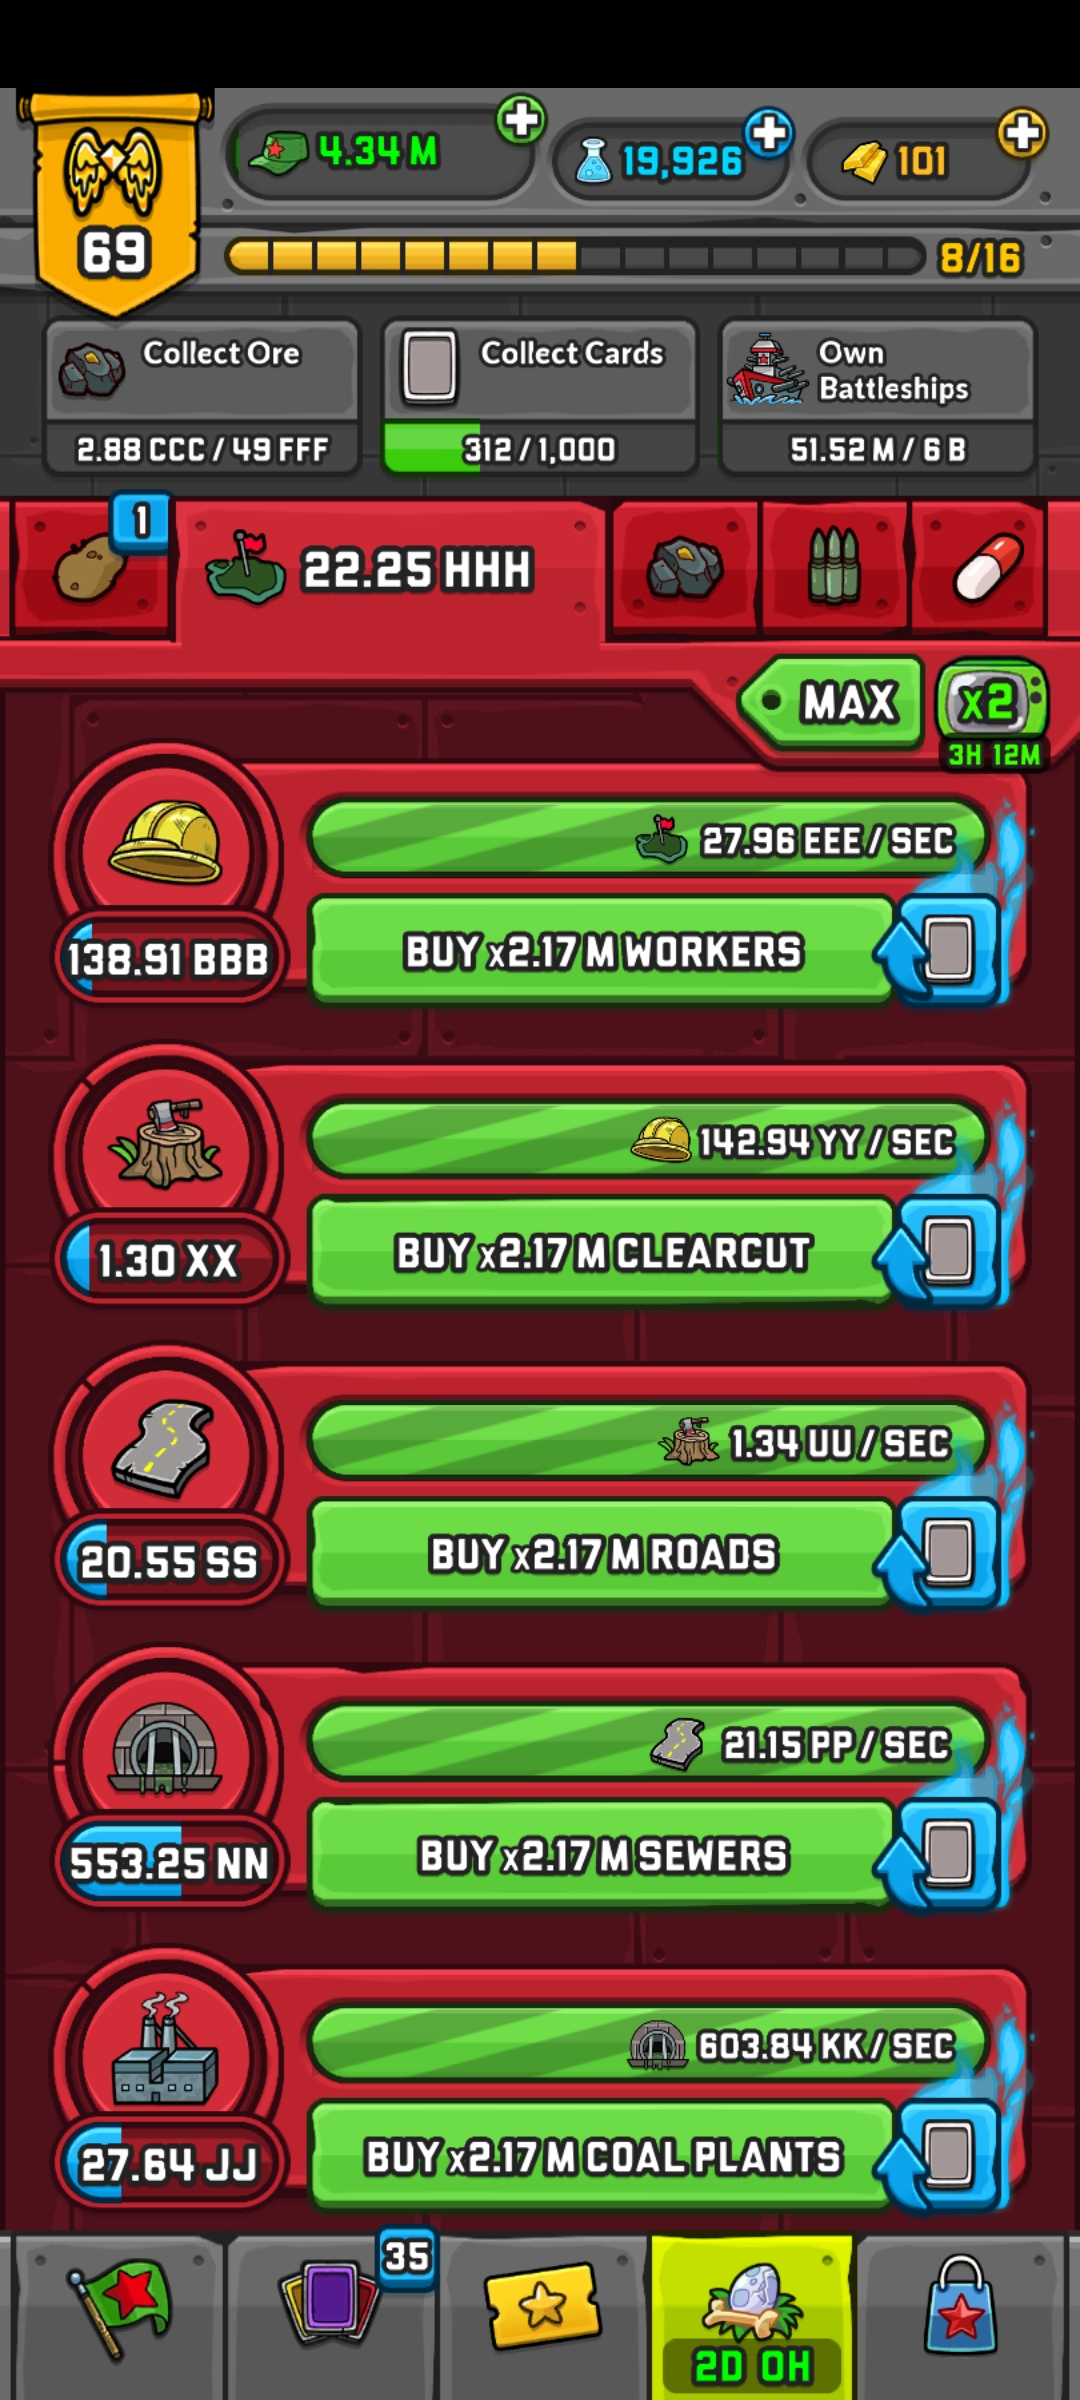 69
4.34 M
19,926
101
8/16
Collect Ore
2.88 CCC / 49 FFF
Collect Cards
312 / 1,000
Own
Battleships
51.52 M / 6 B
1
22.25 HHH
MAX
x2
3H 12M
27.96 EEE / SEC
138.91 BBB
BUY x2.17 M WORKERS
142.94 YY / SEC
1.30 XX
BUY x2.17 M CLEARCUT
1.34 UU / SEC
20.55 SS
BUY x2.17 M ROADS
21.15 PP / SEC
553.25 NN
BUY x2.17 M SEWERS
603.84 KK / SEC
27.64 JJ
BUY x2.17 M COAL PLANTS
35
2D 0H